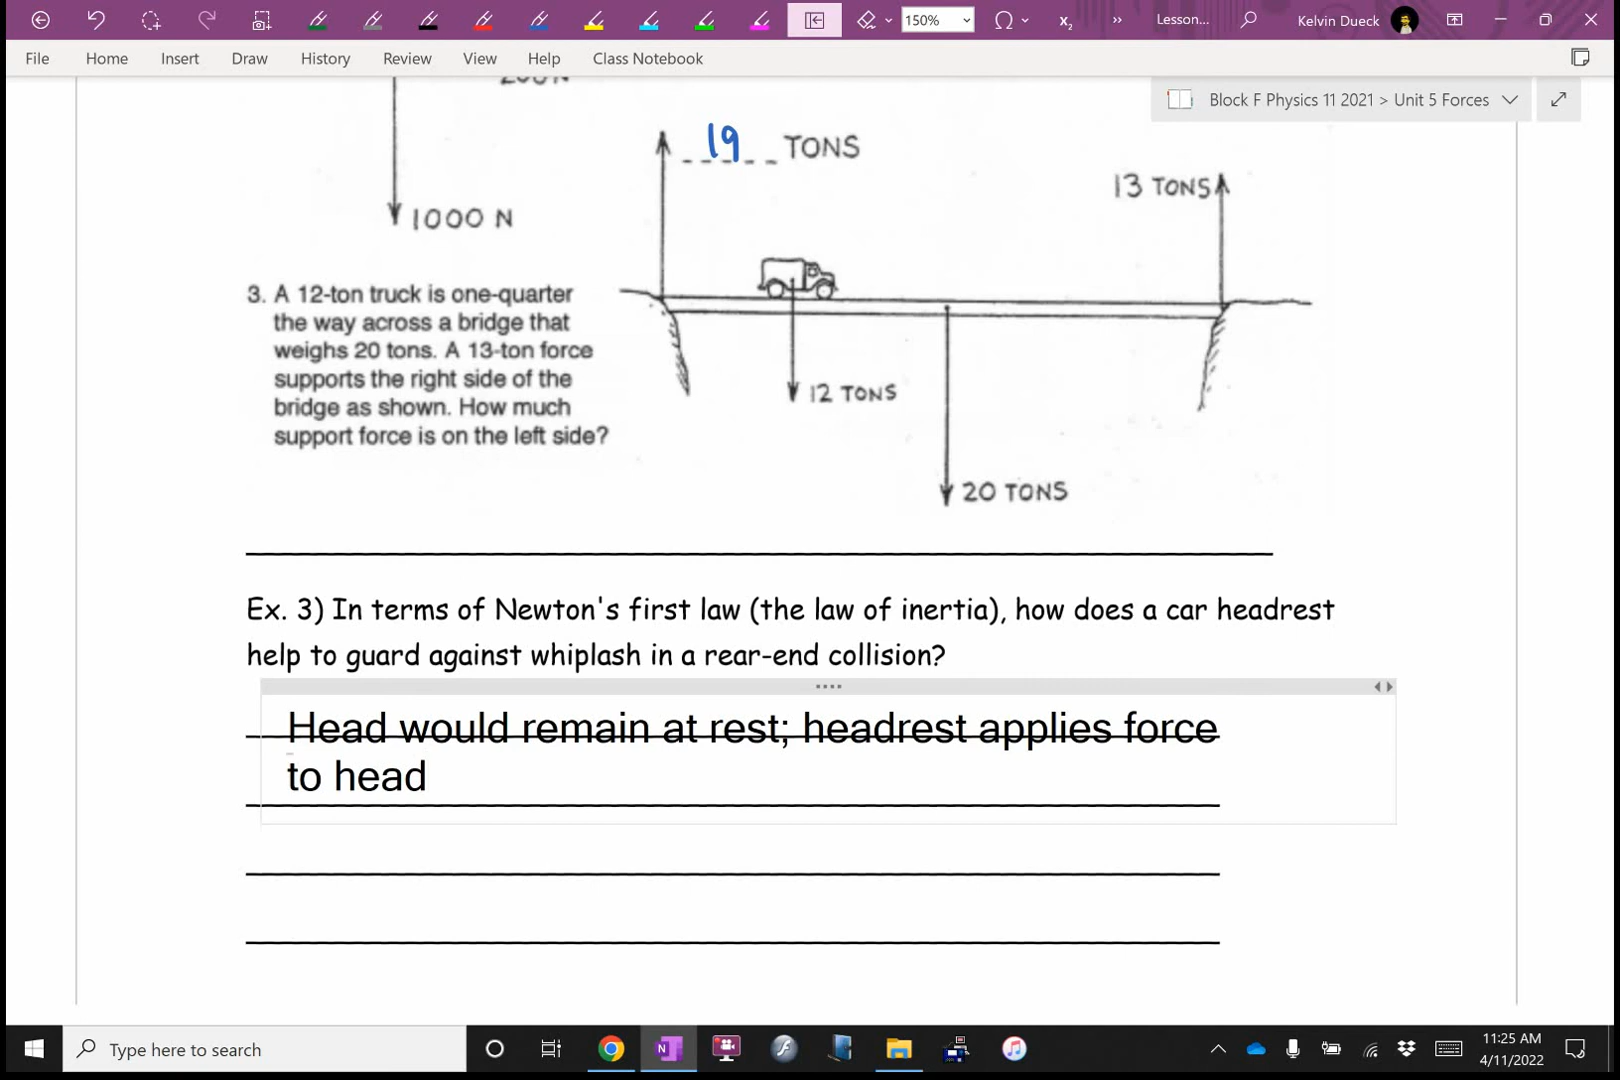 150%
Ω
x₂
Lesson...
Kelvin Dueck
File
Home
Insert
Draw
History
Review
View
Help
Class Notebook
Block F Physics 11 2021 > Unit 5 Forces
19 TONS
13 TONS
1000 N
3. A 12-ton truck is one-quarter
the way across a bridge that
weighs 20 tons. A 13-ton force
supports the right side of the
bridge as shown. How much
support force is on the left side?
12 TONS
20 TONS
Ex. 3) In terms of Newton's first law (the law of inertia), how does a car headrest
help to guard against whiplash in a rear-end collision?
Head would remain at rest; headrest applies force
to head
Type here to search
11:25 AM
4/11/2022